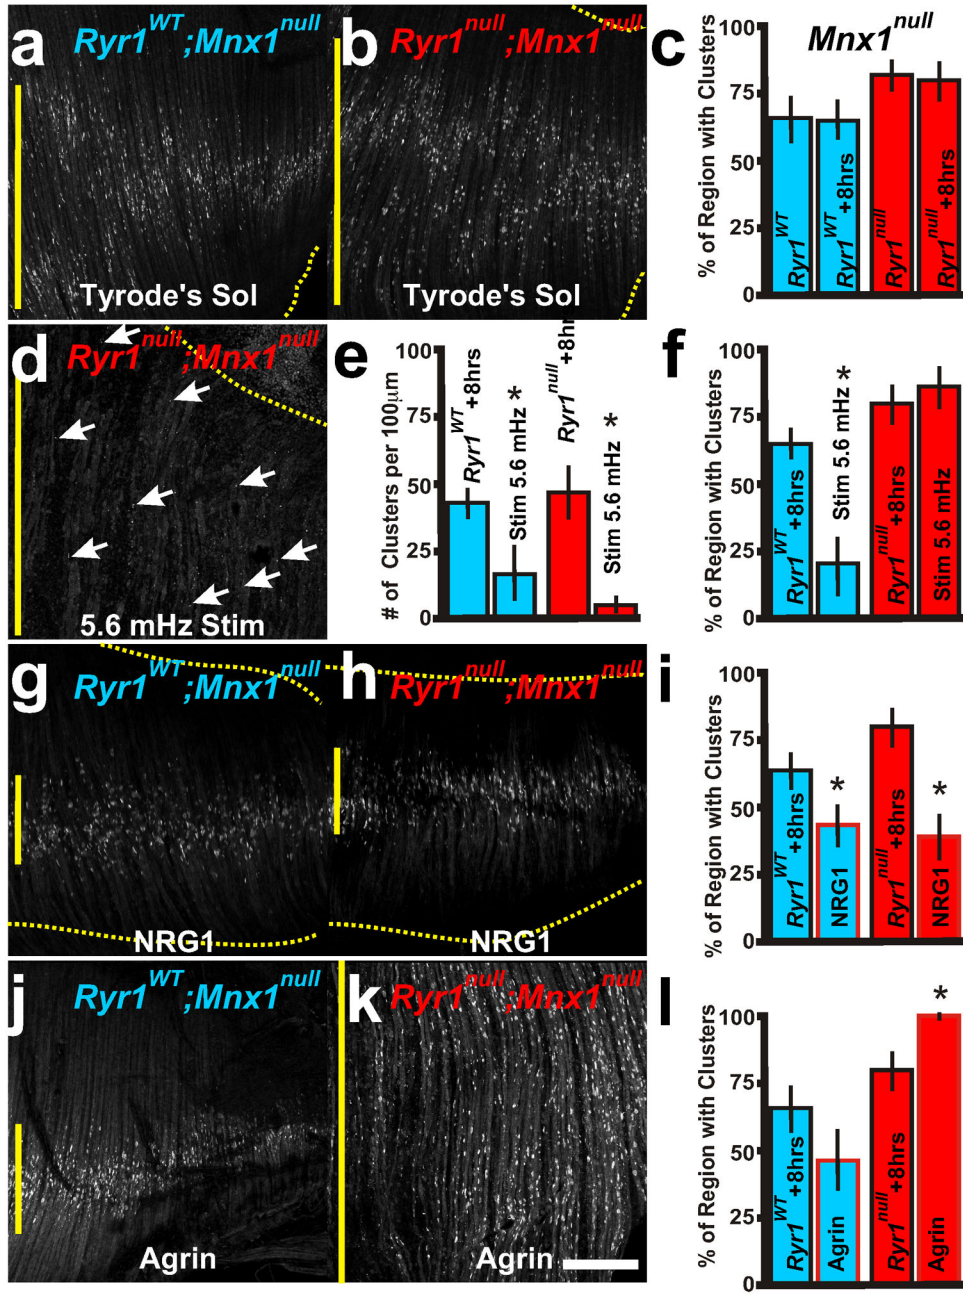 a Ryr1WT;Mnx1null
Tyrode's Sol
b Ryr1null;Mnx1null
Tyrode's Sol
c Mnx1null
% of Region with Clusters
100
75
50
25
0
Ryr1WT
Ryr1WT+8hrs
Ryr1null
Ryr1null+8hrs
d Ryr1null;Mnx1null
5.6 mHz Stim
e
# of Clusters per 100μm
100
75
50
25
0
Ryr1WT+8hrs
Stim 5.6 mHz *
Ryr1null+8hr
Stim 5.6 mHz *
f
% of Region with Clusters
100
75
50
25
0
Ryr1WT+8hrs
Stim 5.6 mHz *
Ryr1null+8hrs
Stim 5.6 mHz
g Ryr1WT;Mnx1null
NRG1
h Ryr1null;Mnx1null
NRG1
i
% of Region with Clusters
100
75
50
25
0
Ryr1WT+8hrs
*
NRG1
Ryr1null+8hrs
*
NRG1
j Ryr1WT;Mnx1null
Agrin
k Ryr1null;Mnx1null
Agrin
l
% of Region with Clusters
100
75
50
25
0
Ryr1WT+8hrs
Agrin
Ryr1null+8hrs
*
Agrin